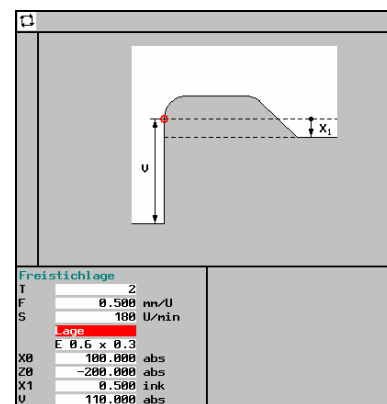 X1
V
Freistichlage
T 2
F 0.500 mm/U
S 180 U/min
Lage
E 0.6 x 0.3
X0 100.000 abs
Z0 -200.000 abs
X1 0.500 ink
V 110.000 abs